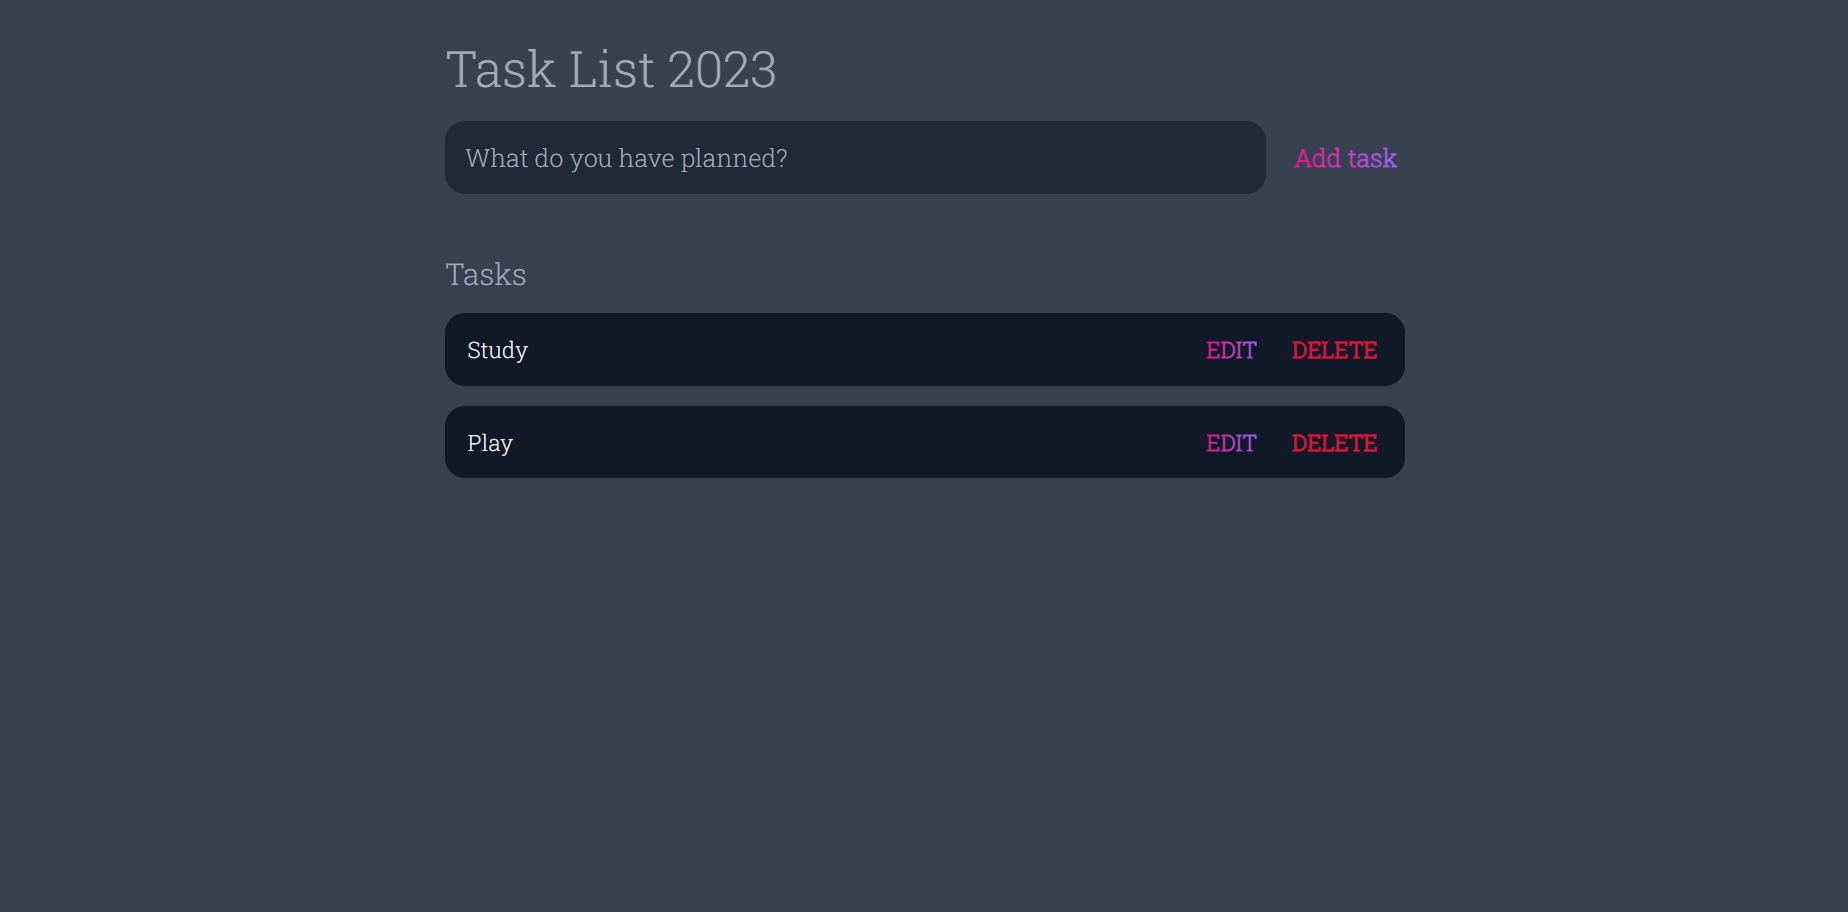 Task List 2023
What do you have planned? Add task
Tasks
Study EDIT DELETE
Play EDIT DELETE